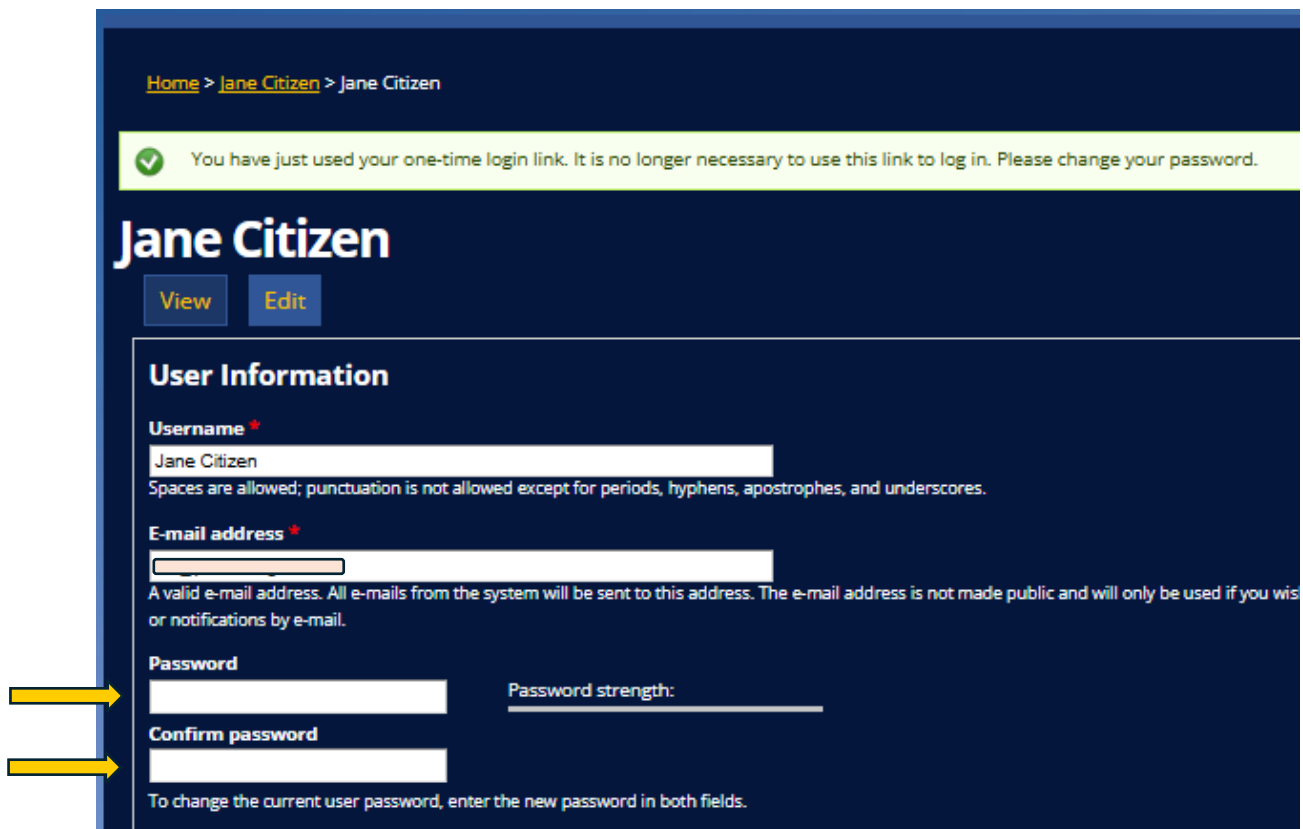 Home > Jane Citizen > Jane Citizen
You have just used your one-time login link. It is no longer necessary to use this link to log in. Please change your password.
Jane Citizen
View Edit
User Information
Username *
Jane Citizen
Spaces are allowed; punctuation is not allowed except for periods, hyphens, apostrophes, and underscores.
E-mail address *
A valid e-mail address. All e-mails from the system will be sent to this address. The e-mail address is not made public and will only be used if you
or notifications by e-mail.
Password
Password strength:
Confirm password
To change the current user password, enter the new password in both fields.